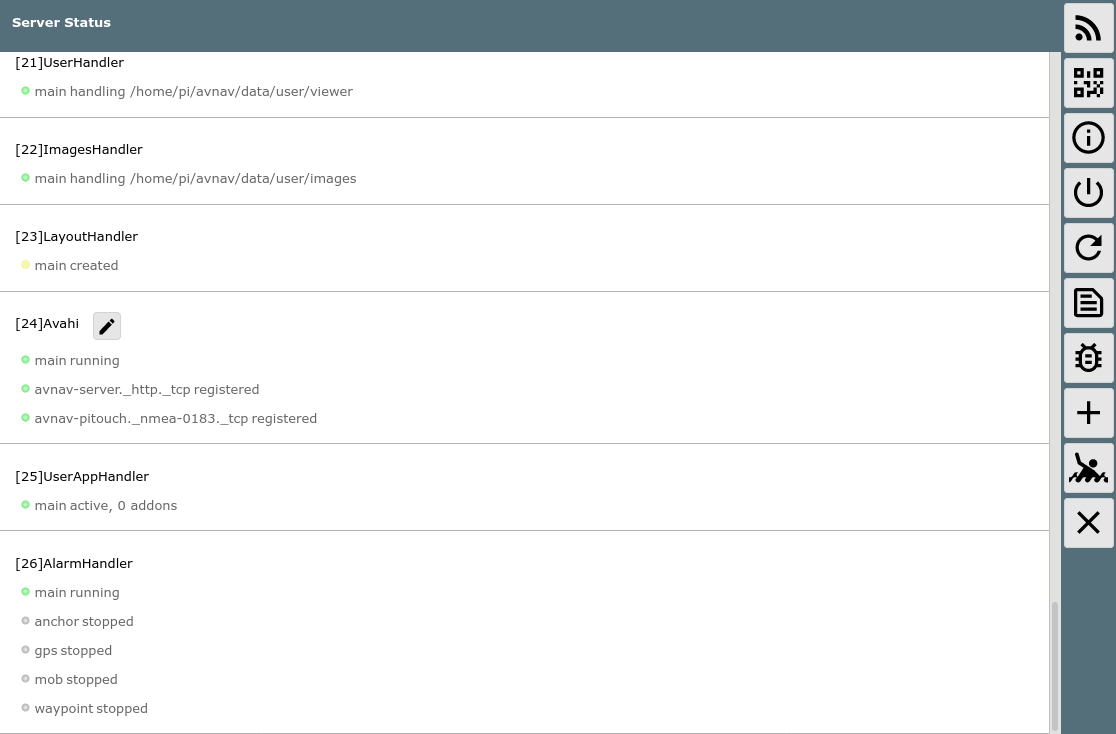 Server Status
[21]UserHandler
main handling /home/pi/avnav/data/user/viewer
[22]ImagesHandler
main handling /home/pi/avnav/data/user/images
[23]LayoutHandler
main created
[24]Avahi
main running
avnav-server._http._tcp registered
avnav-pitouch._nmea-0183._tcp registered
[25]UserAppHandler
main active, 0 addons
[26]AlarmHandler
main running
anchor stopped
gps stopped
mob stopped
waypoint stopped